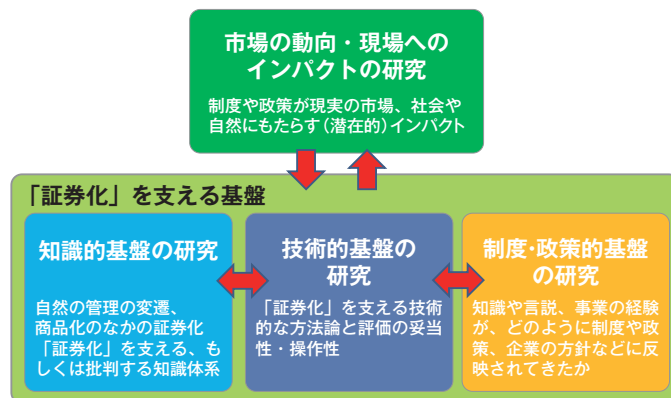 市場の動向・現場への
インパクトの研究
制度や政策が現実の市場、社会や
自然にもたらす（潜在的）インパクト
「証券化」を支える基盤
知識的基盤の研究
自然の管理の変遷、
商品化のなかの証券化
「証券化」を支える、も
しくは批判する知識体系
技術的基盤の
研究
「証券化」を支える技術
的な方法論と評価の妥当
性・操作性
制度・政策的基盤
の研究
知識や言説、事業の経験
が、どのように制度や政
策、企業の方針などに反
映されてきたか